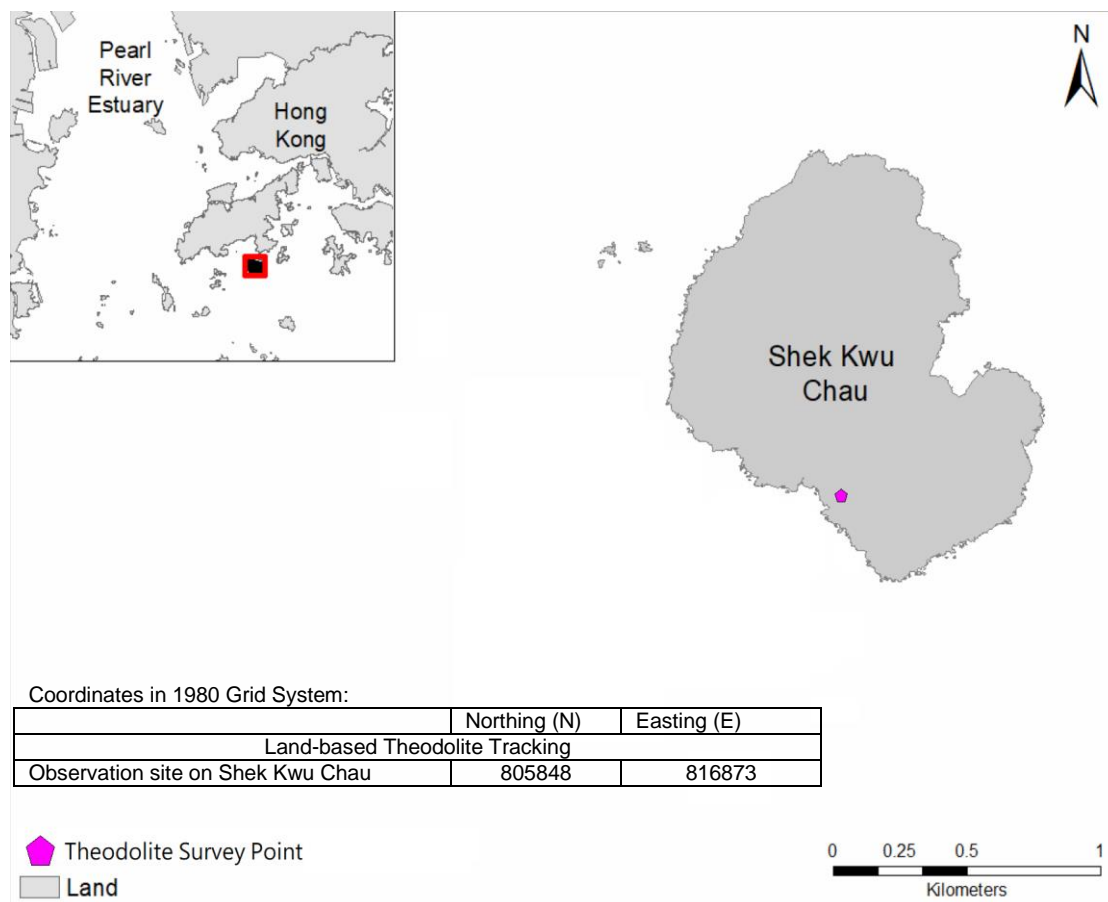 Pearl
River
Estuary
Hong
Kong
N
Shek Kwu
Chau
Coordinates in 1980 Grid System:
Northing (N) Easting (E)
Land-based Theodolite Tracking
Observation site on Shek Kwu Chau 805848 816873
Theodolite Survey Point
Land
0 0.25 0.5 1
Kilometers